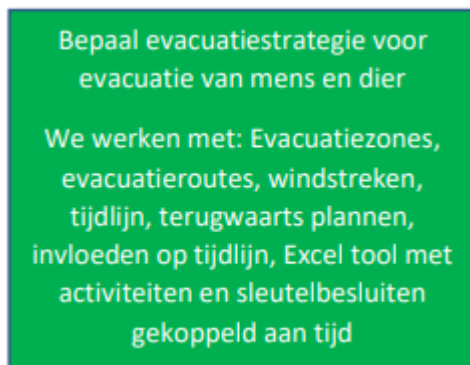 Bepaal evacuatiestrategie voor
evacuatie van mens en dier
We werken met: Evacuatiezones,
evacuatieroutes, windstreken,
tijdlijn, terugwaarts plannen,
invloeden op tijdlijn, Excel tool met
activiteiten en sleutelbesluiten
gekoppeld aan tijd